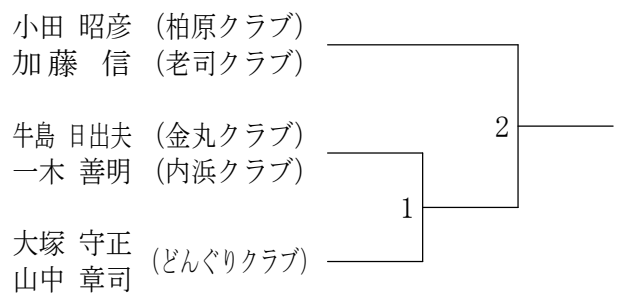 小田 昭彦 (柏原クラブ)
加藤 信 (老司クラブ)
牛島 日出夫 (金丸クラブ)
一木 善明 (内浜クラブ)
大塚 守正
山中 章司
(どんぐりクラブ)
1
2